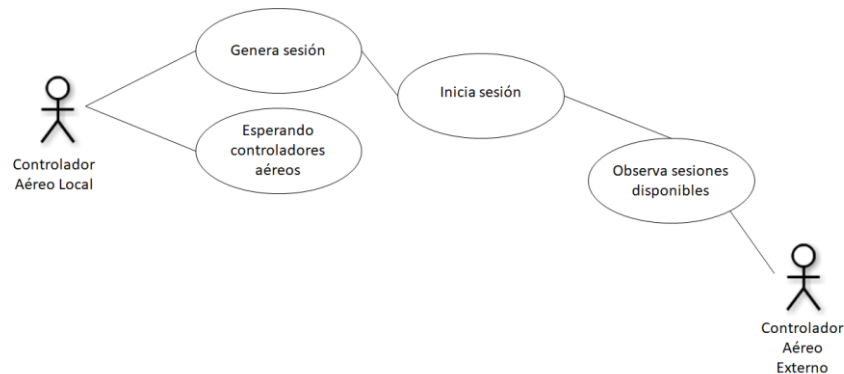 Genera sesión
Inicia sesión
Controlador
Aéreo Local
Esperando
controladores
aéreos
Observa sesiones
disponibles
Controlador
Aéreo
Externo